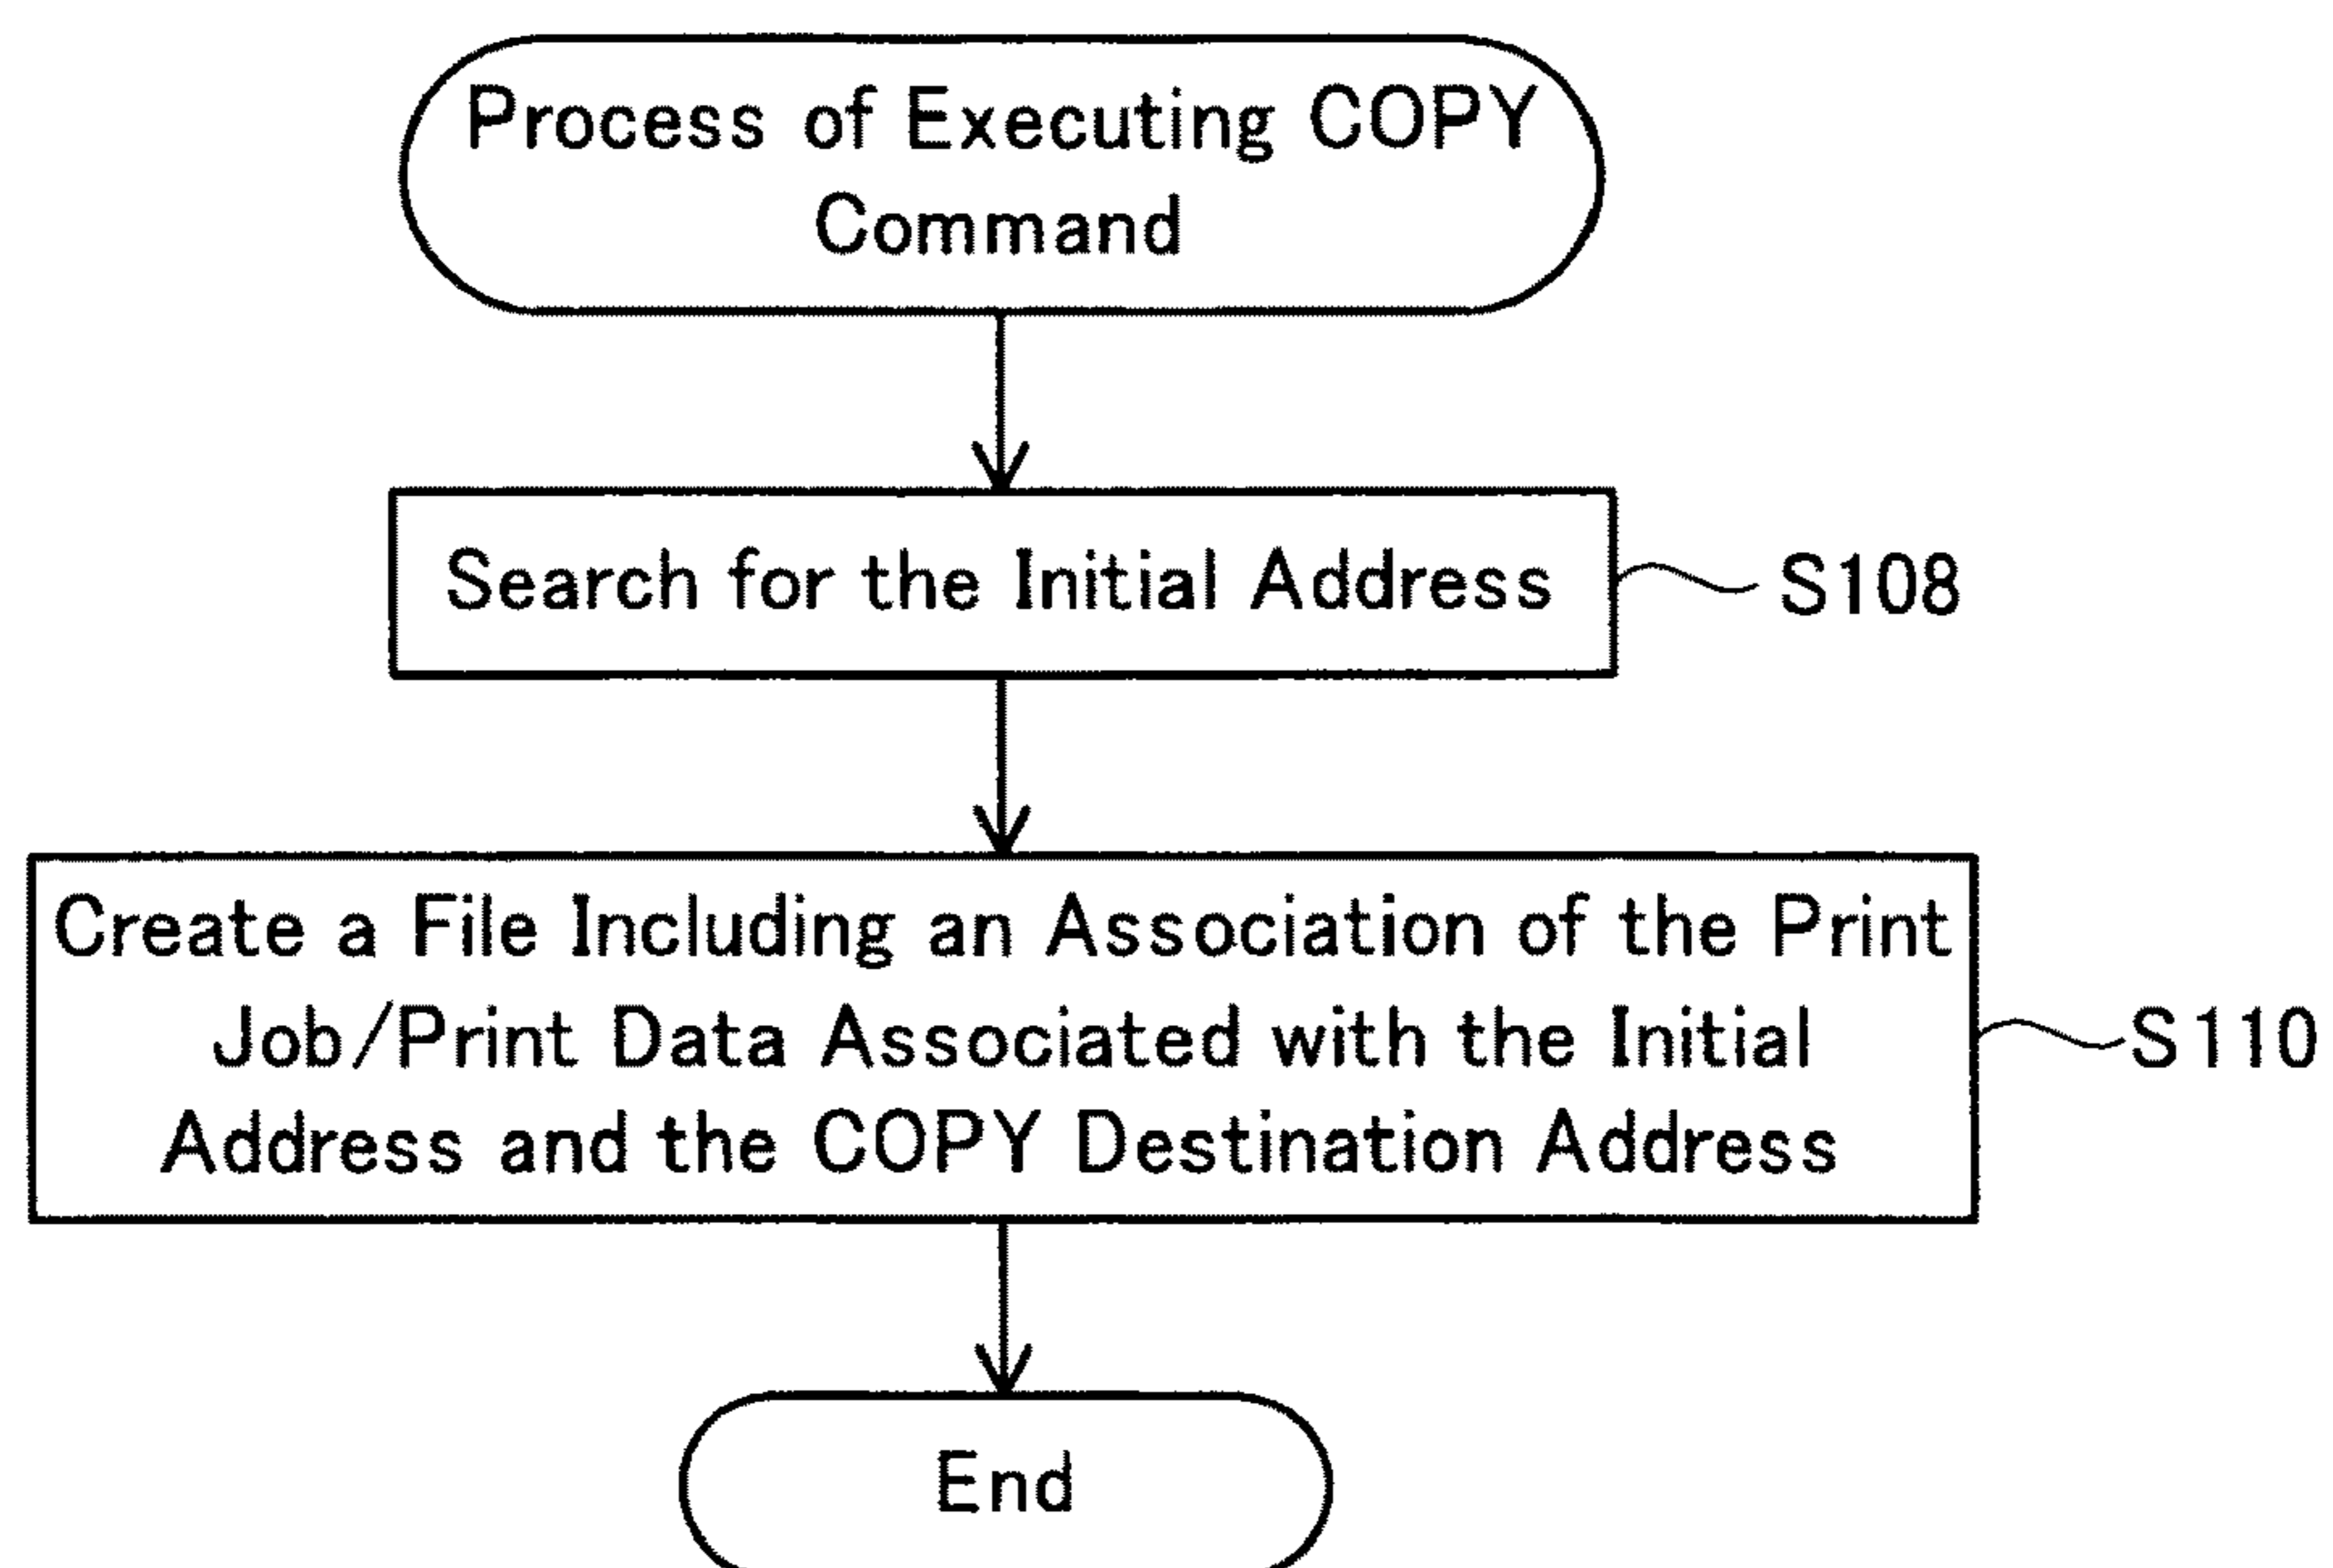 Process of Executing COPY
Command
Search for the Initial Address
S108
Create a File Including an Association of the Print
Job/Print Data Associated with the Initial
Address and the COPY Destination Address
S110
End